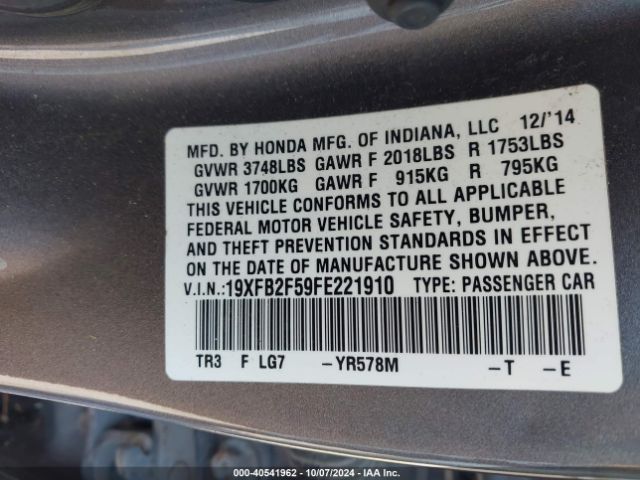 MFD. BY HONDA MFG. OF INDIANA, LLC 12/'14
GVWR 3748LBS GAWR F 2018LBS R 1753LBS
GVWR 1700KG GAWR F 915KG R 795KG
THIS VEHICLE CONFORMS TO ALL APPLICABLE
FEDERAL MOTOR VEHICLE SAFETY, BUMPER,
AND THEFT PREVENTION STANDARDS IN EFFECT
ON THE DATE OF MANUFACTURE SHOWN ABOVE.
V.I.N.:19XFB2F59FE221910 TYPE: PASSENGER CAR
TR3 F LG7 -YR578M -T -E
000-40541962 - 10/07/2024 - IAA Inc.